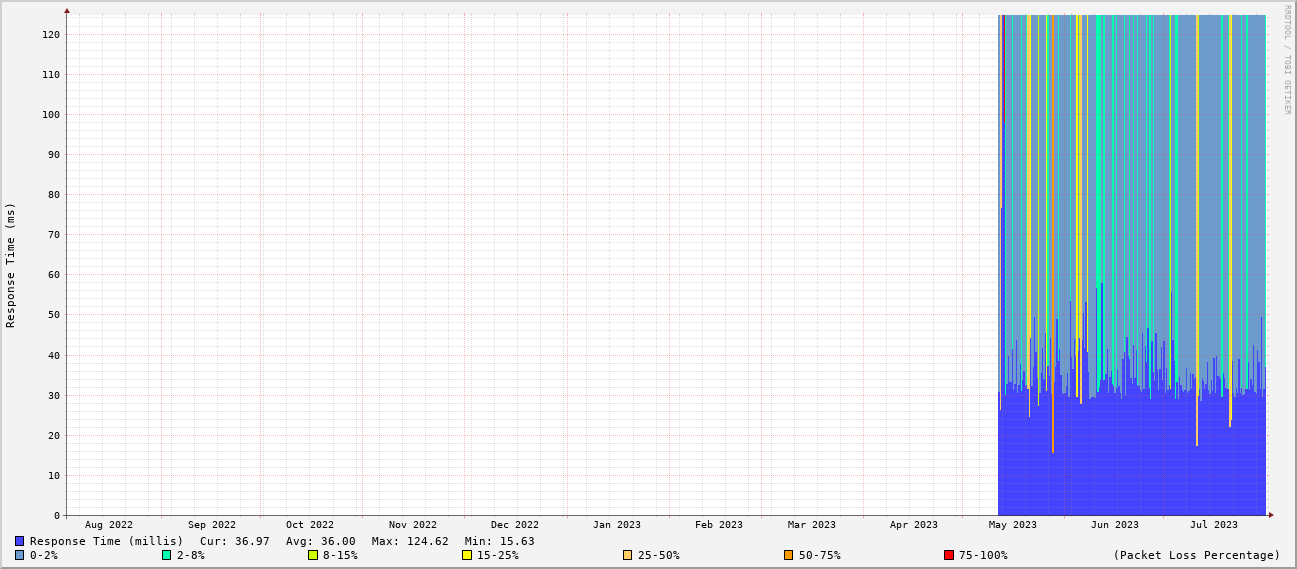 RRDTOOL / TOBI OETIKER
Response Time (ms)
120
110
100
90
80
70
60
50
40
30
20
10
0
Aug 2022 Sep 2022 Oct 2022 Nov 2022 Dec 2022 Jan 2023 Feb 2023 Mar 2023 Apr 2023 May 2023 Jun 2023 Jul 2023
Response Time (millis) Cur: 36.97 Avg: 36.00 Max: 124.62 Min: 15.63
0-2% 2-8% 8-15% 15-25% 25-50% 50-75% 75-100% (Packet Loss Percentage)